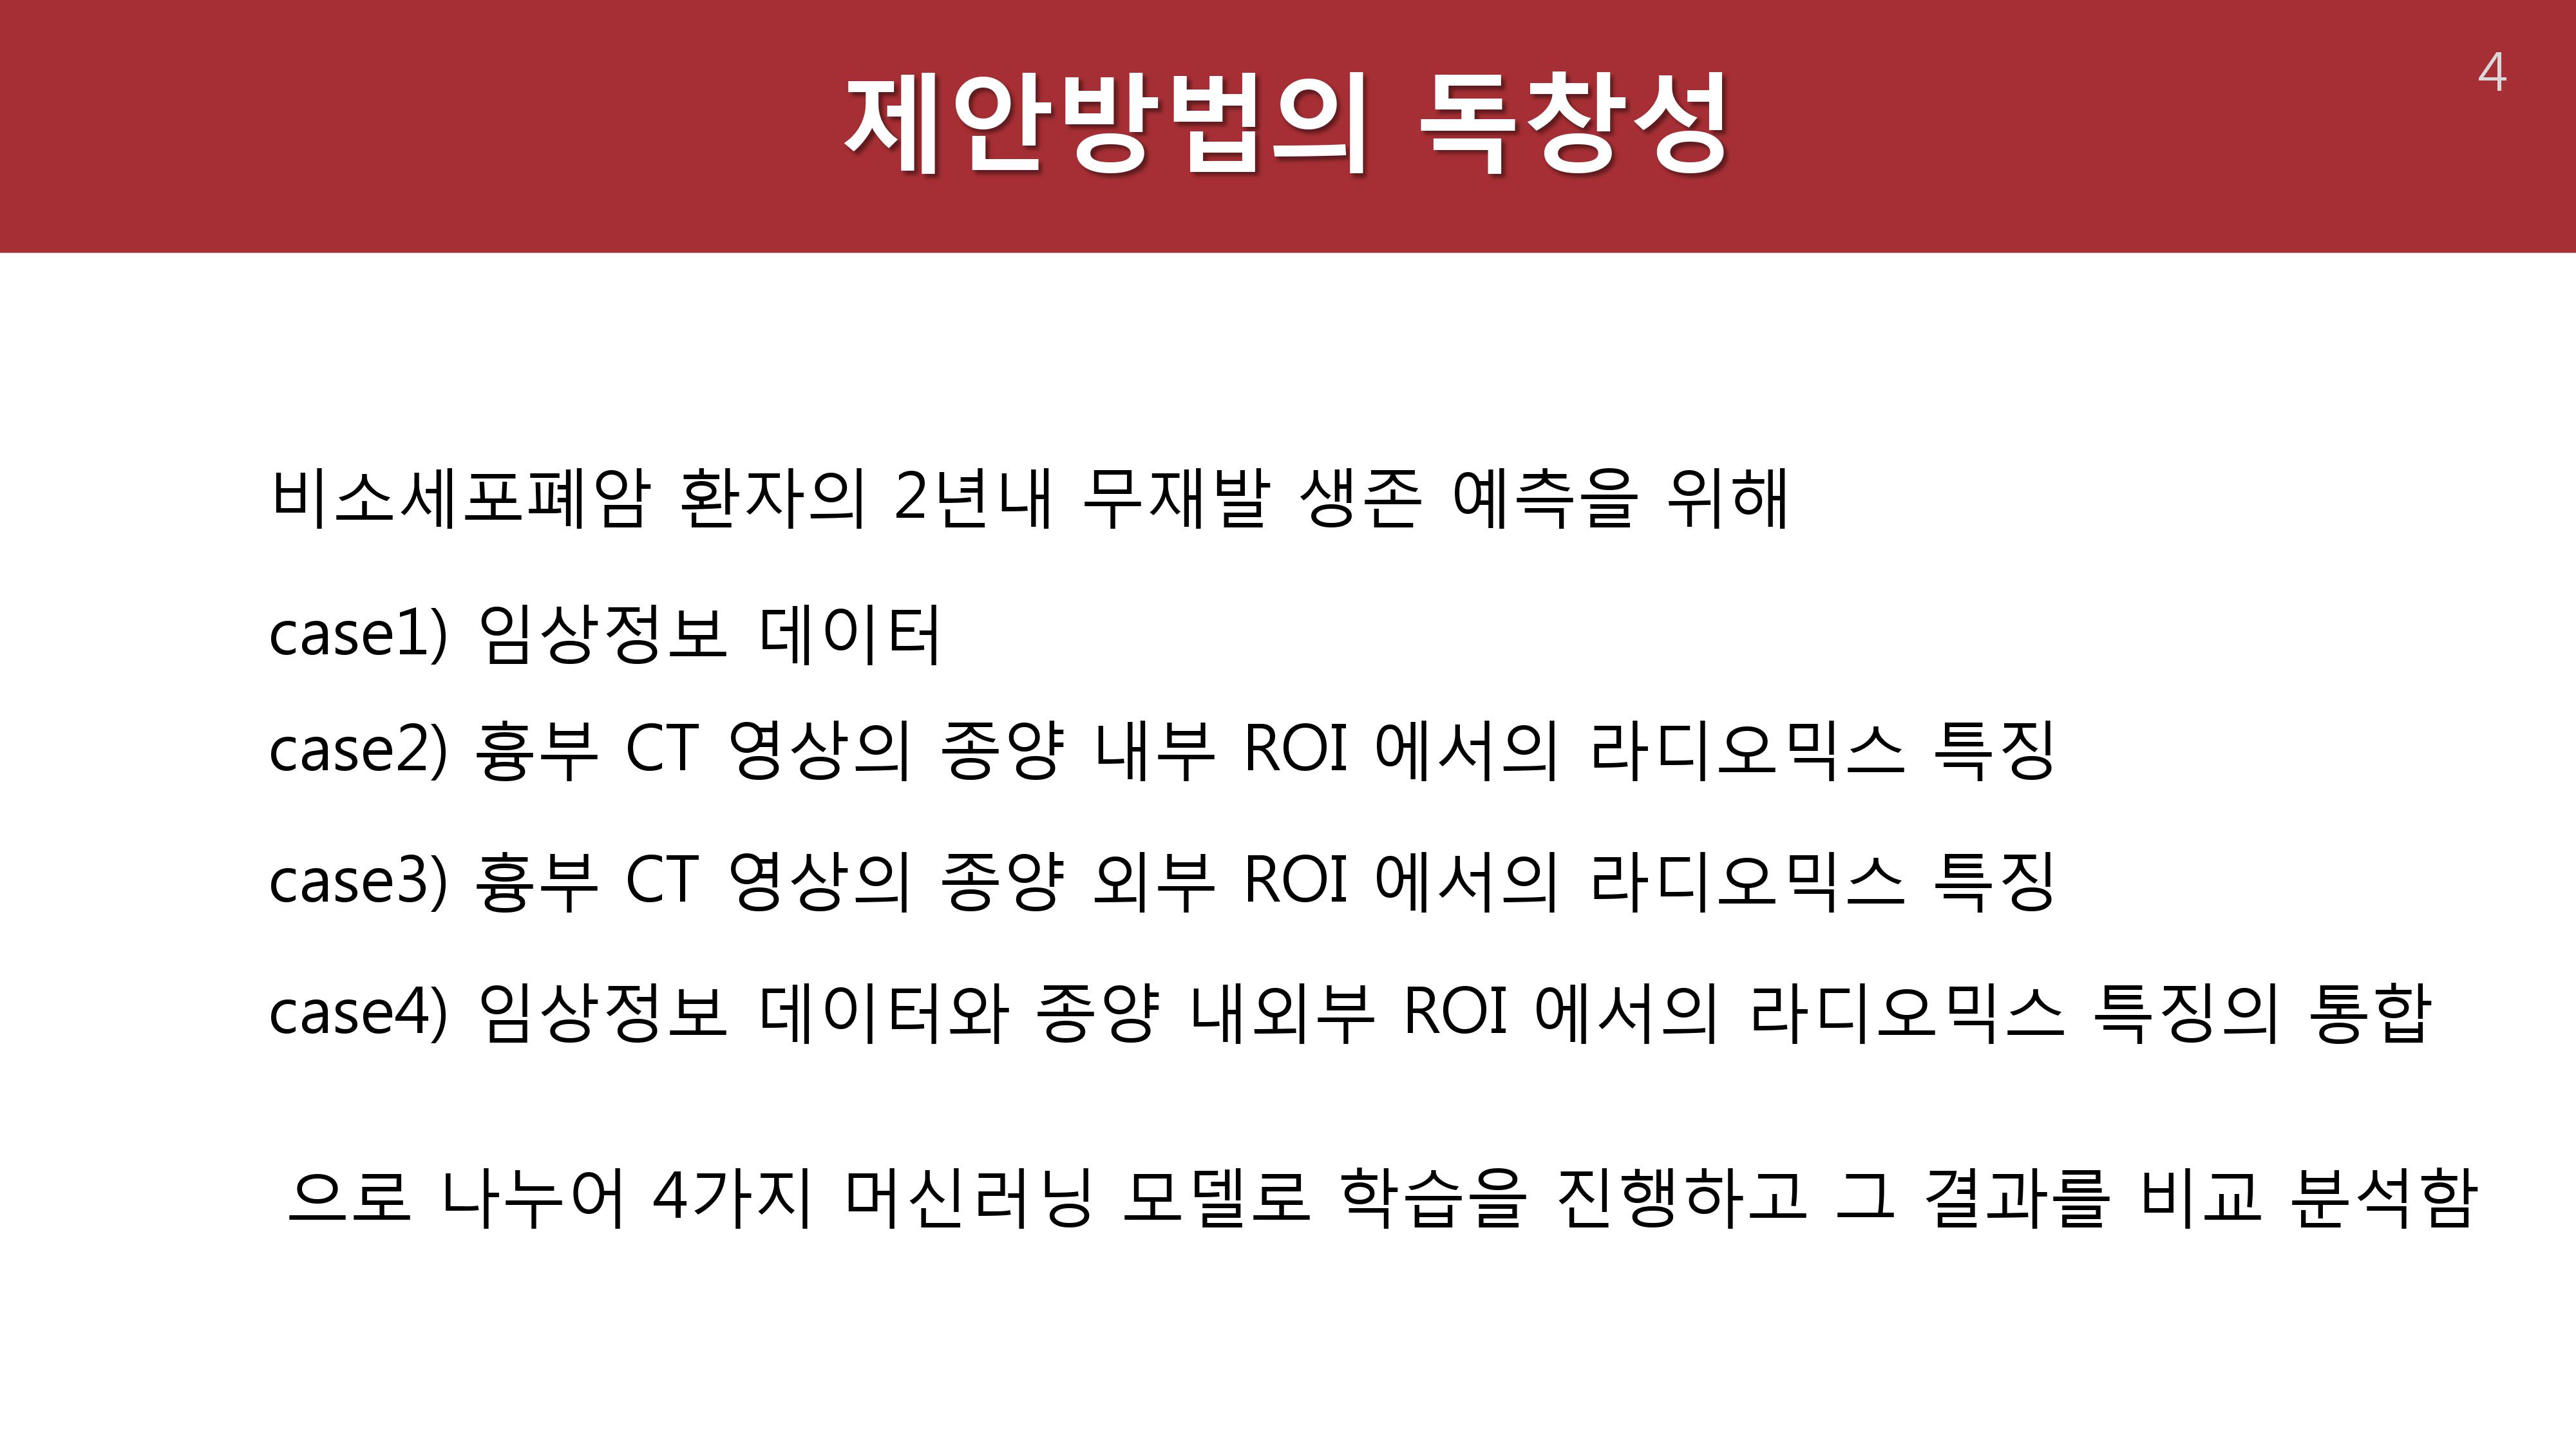 제안방법의 독창성
4
비소세포폐암 환자의 2년내 무재발 생존 예측을 위해
case1) 임상정보 데이터
case2) 흉부 CT 영상의 종양 내부 ROI 에서의 라디오믹스 특징
case3) 흉부 CT 영상의 종양 외부 ROI 에서의 라디오믹스 특징
case4) 임상정보 데이터와 종양 내외부 ROI 에서의 라디오믹스 특징의 통합
으로 나누어 4가지 머신러닝 모델로 학습을 진행하고 그 결과를 비교 분석함